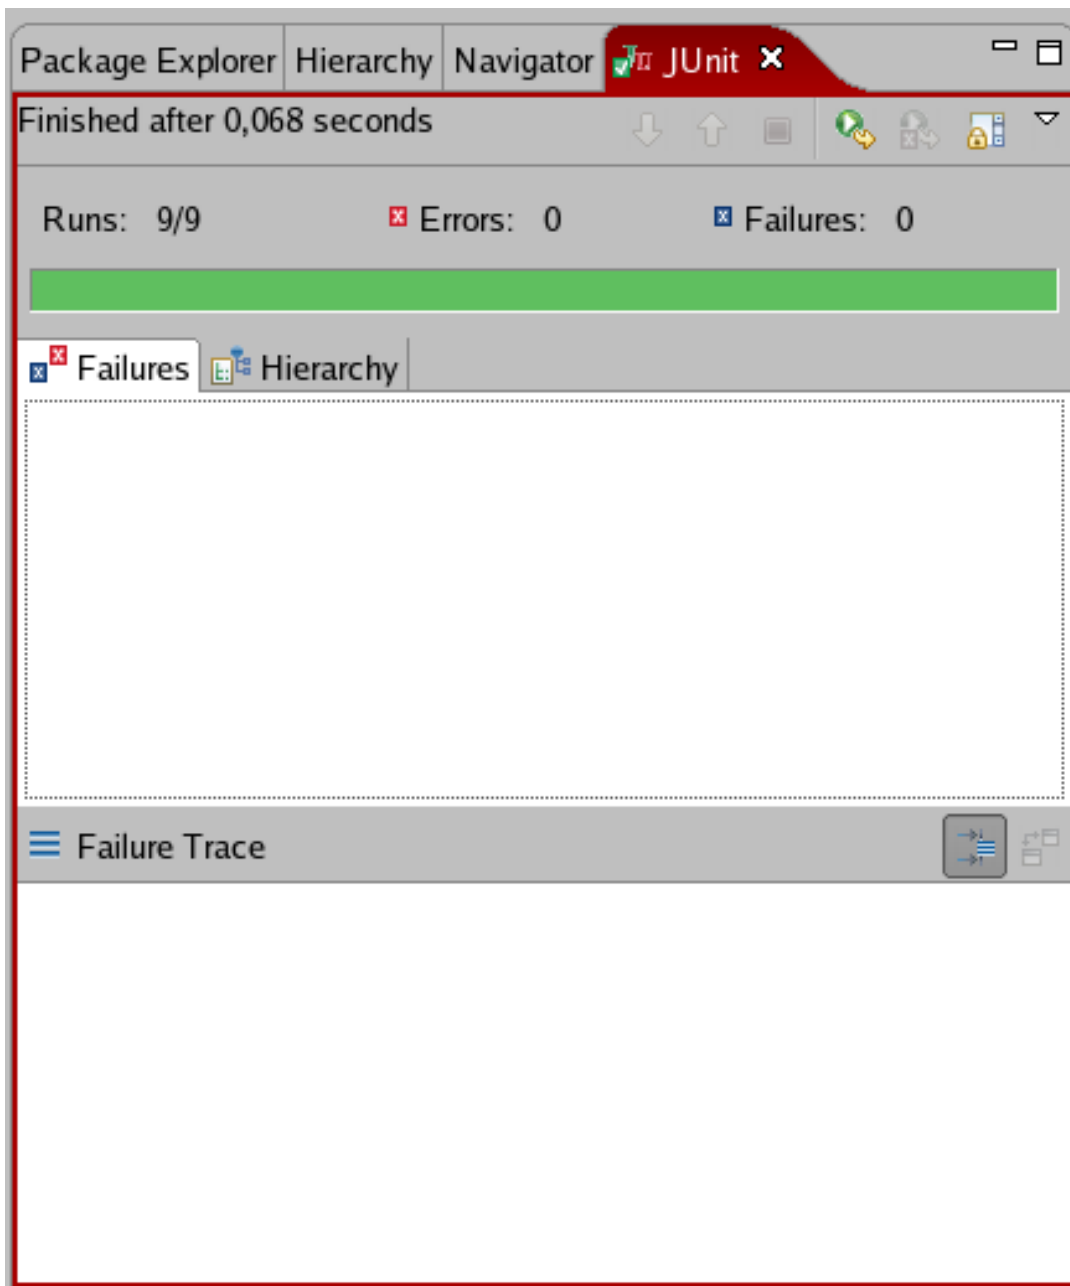 Package Explorer Hierarchy Navigator JUnit
Finished after 0,068 seconds
Runs: 9/9 Errors: 0 Failures: 0
Failures Hierarchy
Failure Trace